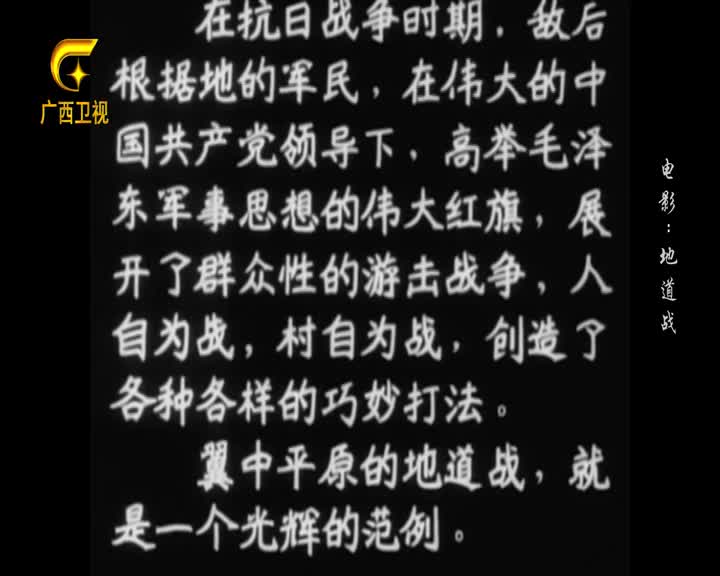 广西卫视
在抗日战争时期，敌后
根据地的军民，在伟大的中
国共产党领导下，高举毛泽
东军事思想的伟大红旗，展
开了群众性的游击战争，人
自为战，村自为战，创造了
各种各样的巧妙打法。
翼中平原的地道战，就
是一个光辉的范例。
电影：地道战